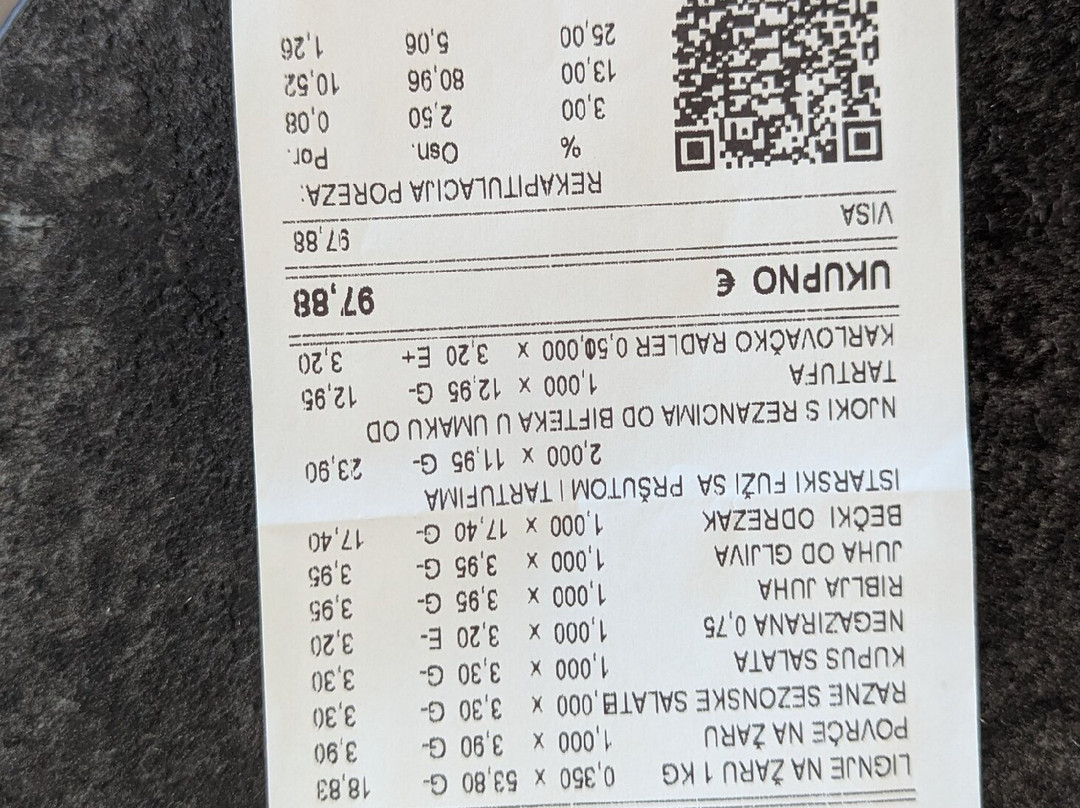 LIGNJE NA ŽARU 1 KG 0,350 x 53,80 G- 18,83
POVRĆE NA ŽARU 1,000 x 3,90 G- 3,90
RAZNE SEZONSKE SALATE 1,000 x 3,30 G- 3,30
KUPUS SALATA 1,000 x 3,30 G- 3,30
NEGAZIRANA 0,75 1,000 x 3,20 E- 3,20
RIBLJA JUHA 1,000 x 3,95 G- 3,95
JUHA OD GLJIVA 1,000 x 3,95 G- 3,95
BEČKI ODREZAK 1,000 x 17,40 G- 17,40
ISTARSKI FUŽI SA PRŠUTOM I TARTUFIMA
2,000 x 11,95 G- 23,90
NJOKI S REZANCIMA OD BIFTEKA U UMAKU OD
TARTUFA 1,000 x 12,95 G- 12,95
KARLOVAČKO RADLER 0,50,000 x 3,20 E+ 3,20
UKUPNO € 97,88
VISA 97,88
REKAPITULACIJA POREZA:
% Osn. Por.
3,00 2,50 0,08
13,00 80,96 10,52
25,00 5,06 1,26